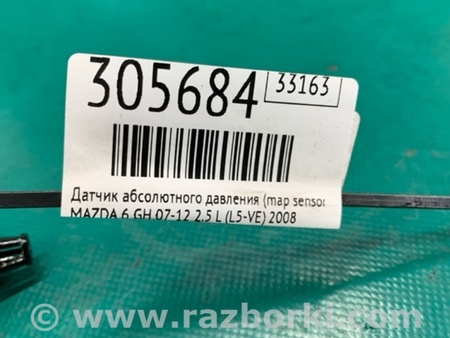 305684
33163
Датчик абсолютного давления (map sensor
MAZDA 6 GH 07-12 2.5 L (L5-VE) 2008
www.razborki.com